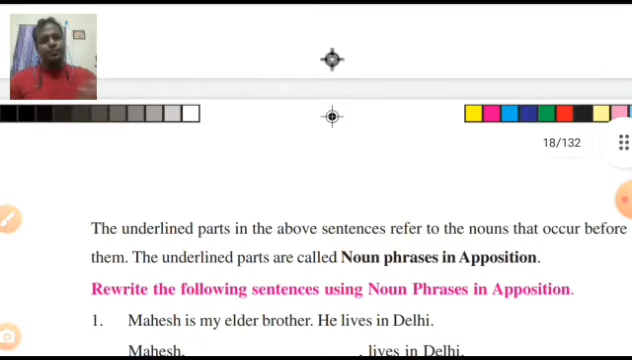 18/132
The underlined parts in the above sentences refer to the nouns that occur before
them. The underlined parts are called Noun phrases in Apposition.
Rewrite the following sentences using Noun Phrases in Apposition.
1. Mahesh is my elder brother. He lives in Delhi.
Mahesh, , lives in Delhi.